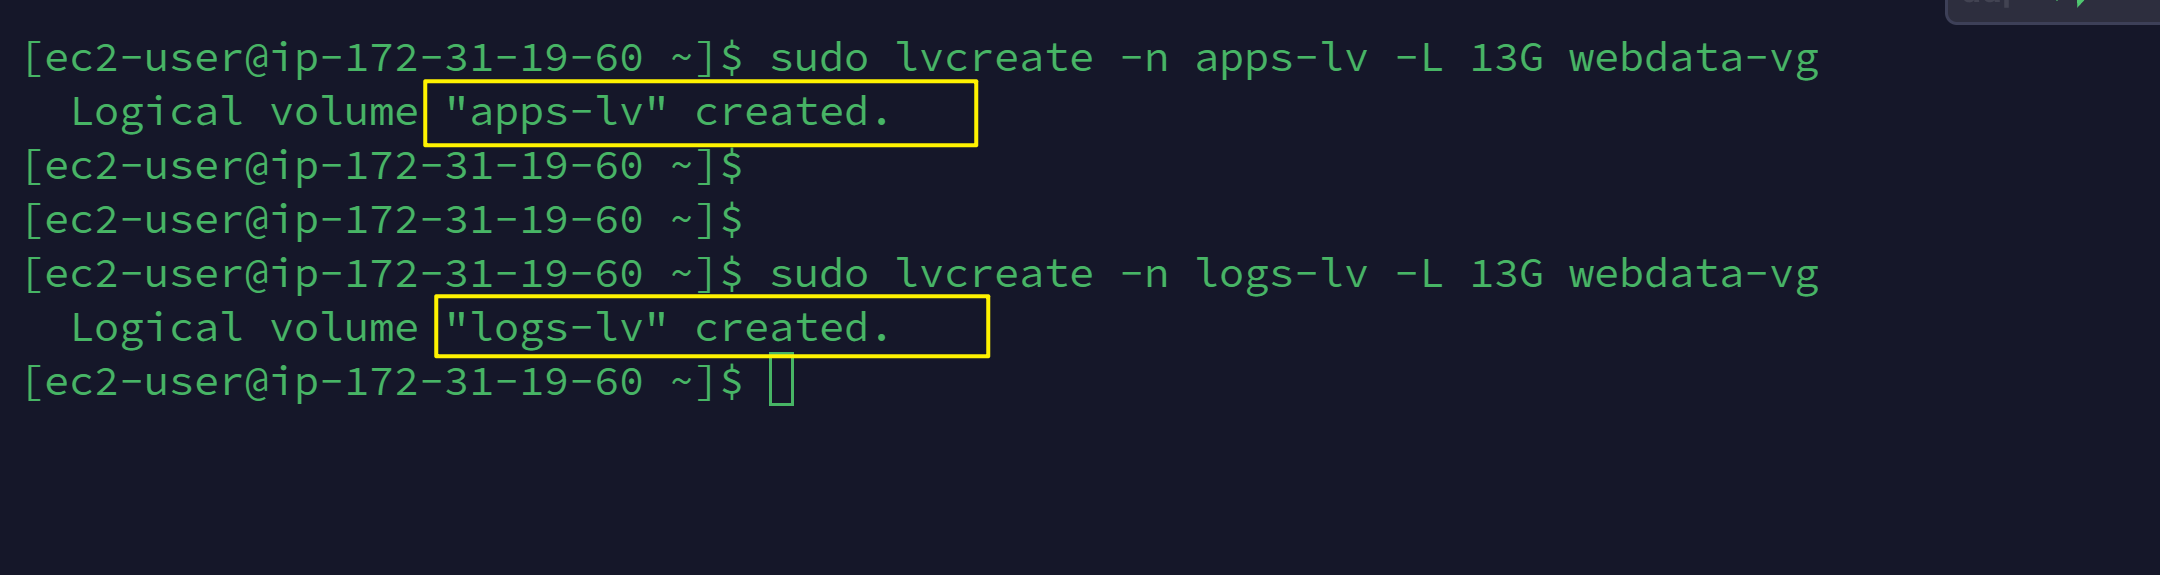 [ec2-user@ip-172-31-19-60 ~]$ sudo lvcreate -n apps-lv -L 13G webdata-vg
  Logical volume "apps-lv" created.
[ec2-user@ip-172-31-19-60 ~]$
[ec2-user@ip-172-31-19-60 ~]$
[ec2-user@ip-172-31-19-60 ~]$ sudo lvcreate -n logs-lv -L 13G webdata-vg
  Logical volume "logs-lv" created.
[ec2-user@ip-172-31-19-60 ~]$